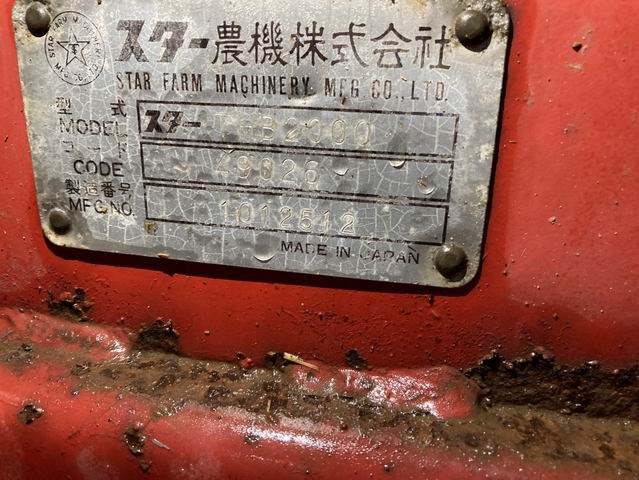 スター農機株式会社
STAR FARM MACHINERY MFG CO., LTD.
型 式
MODEL スター
コード
CODE 49626
製造番号
MFG NO. 1012512
MADE IN JAPAN